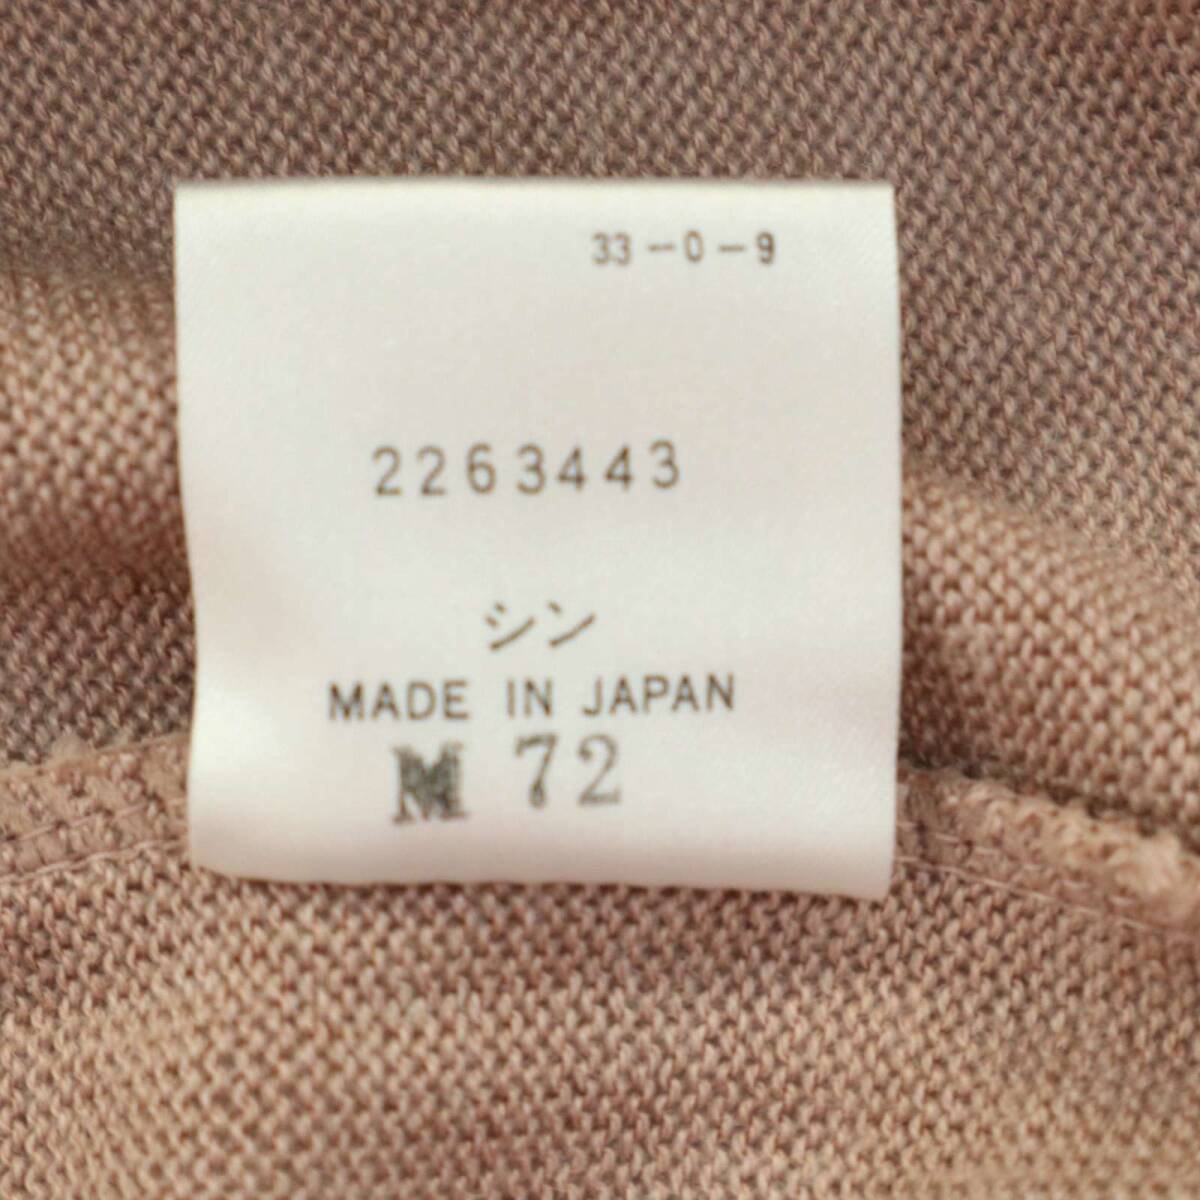 33-0-9
2263443
シン
MADE IN JAPAN
M 72